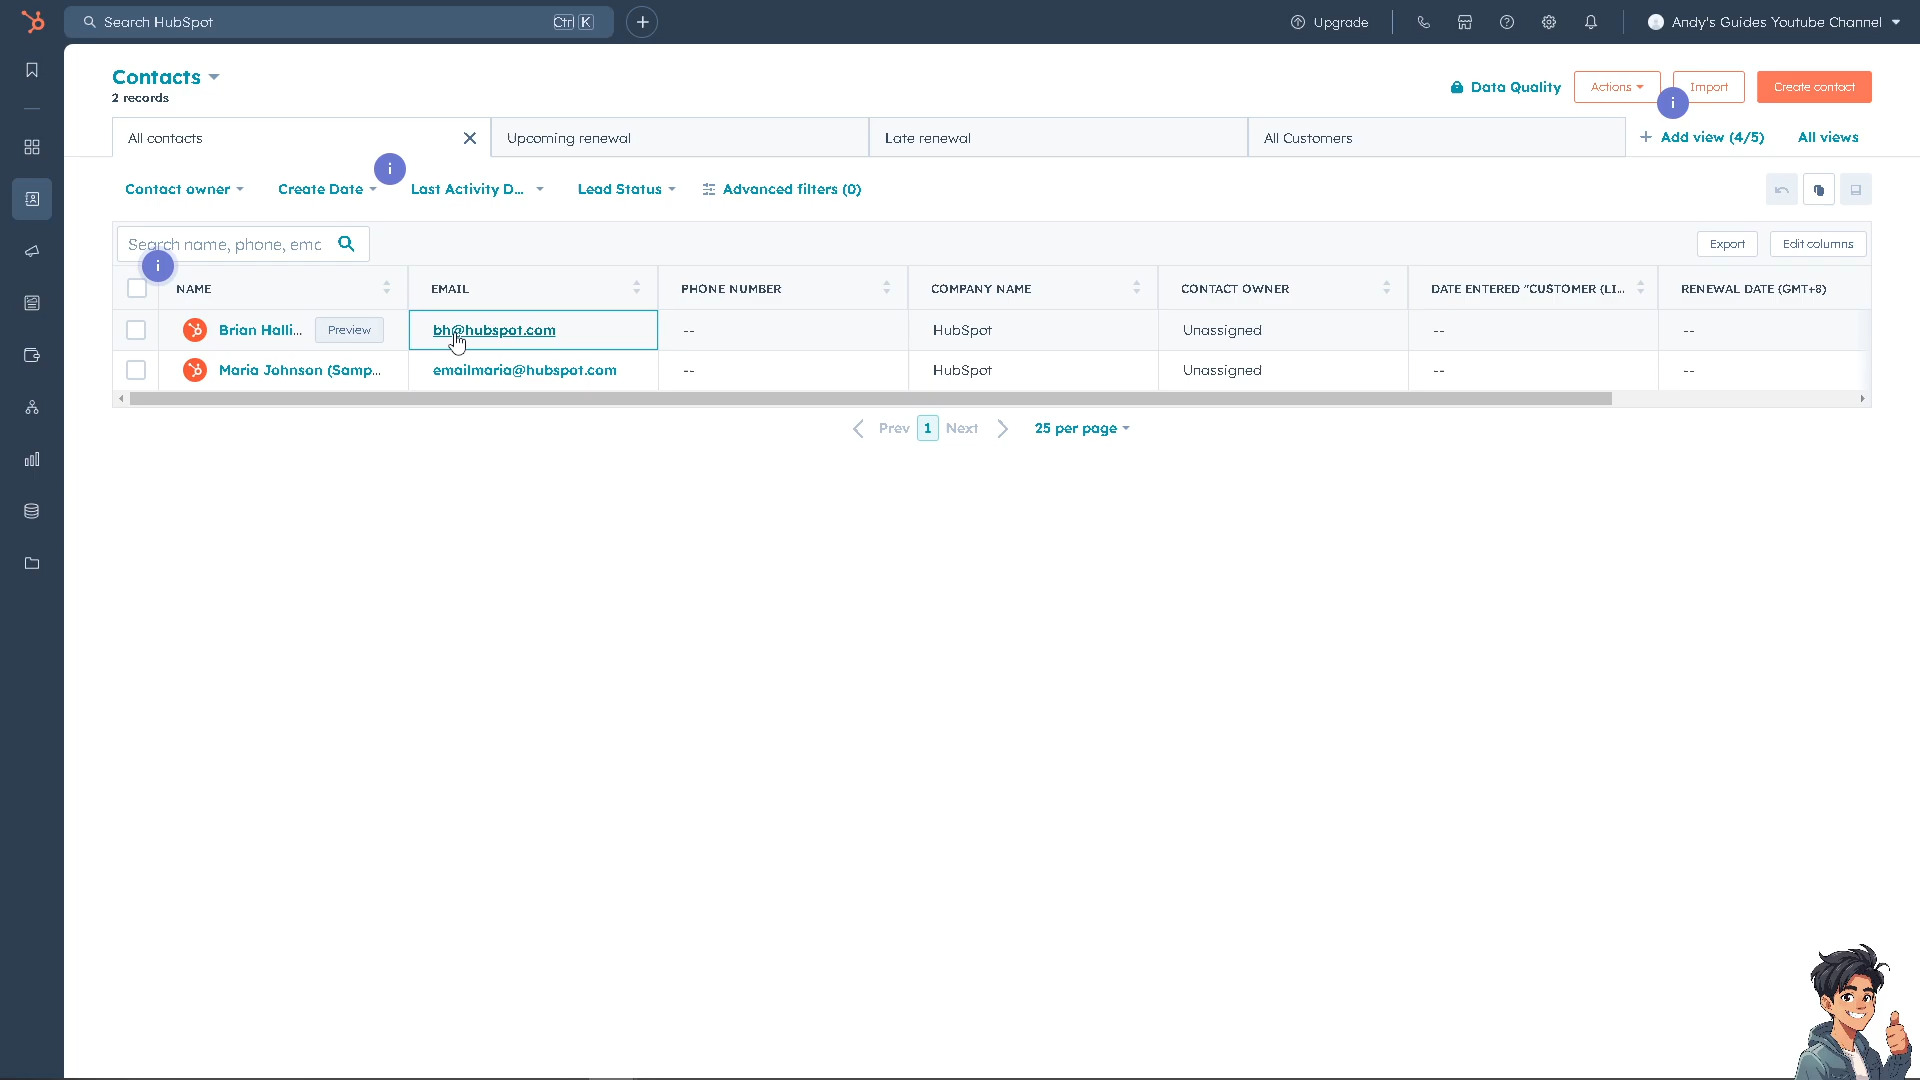 Search HubSpot Ctrl K + Upgrade Andy's Guides Youtube Channel
Contacts
2 records
Data Quality Actions Import Create contact
i
All contacts Upcoming renewal Late renewal All Customers + Add view (4/5) All views
i
Contact owner Create Date Last Activity D... Lead Status Advanced filters (0)
Search name, phone, emc Export Edit columns
i
NAME EMAIL PHONE NUMBER COMPANY NAME CONTACT OWNER DATE ENTERED "CUSTOMER (LI... RENEWAL DATE (GMT+8)
Brian Halli... Preview bh@hubspot.com -- HubSpot Unassigned -- --
Maria Johnson (Samp... emailmaria@hubspot.com -- HubSpot Unassigned -- --
Prev 1 Next 25 per page